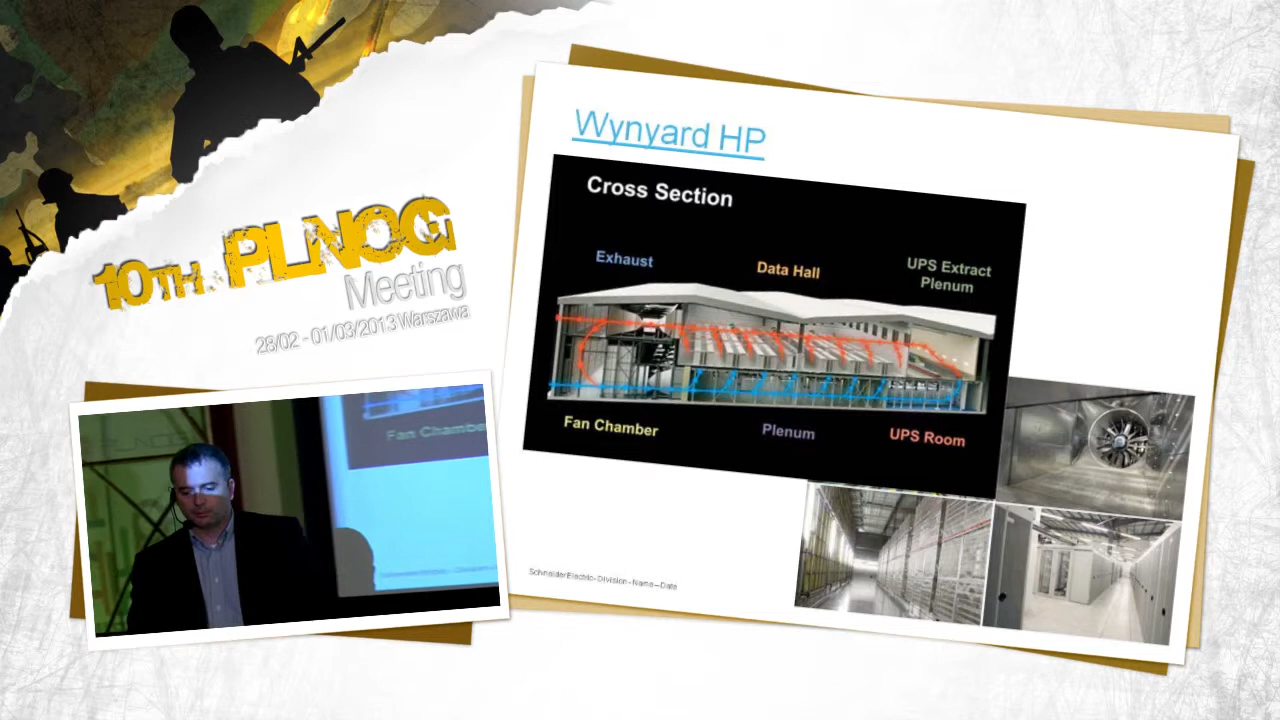 10TH PLNOG
Meeting
28/02 - 01/03/2013 Warszawa
Wynyard HP
Cross Section
Exhaust
Data Hall
UPS Extract
Plenum
Fan Chamber
Plenum
UPS Room
Schneider Electric - Division - Name – Date
PLNOG
Fan Chamber